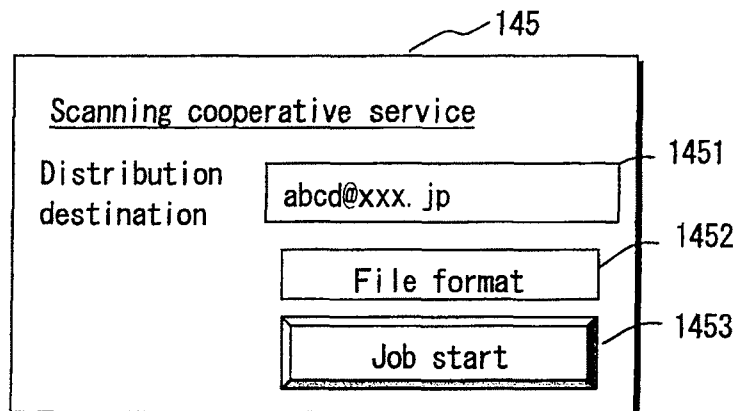 145
Scanning cooperative service
1451
Distribution
destination
abcd@xxx. jp
1452
File format
1453
Job start